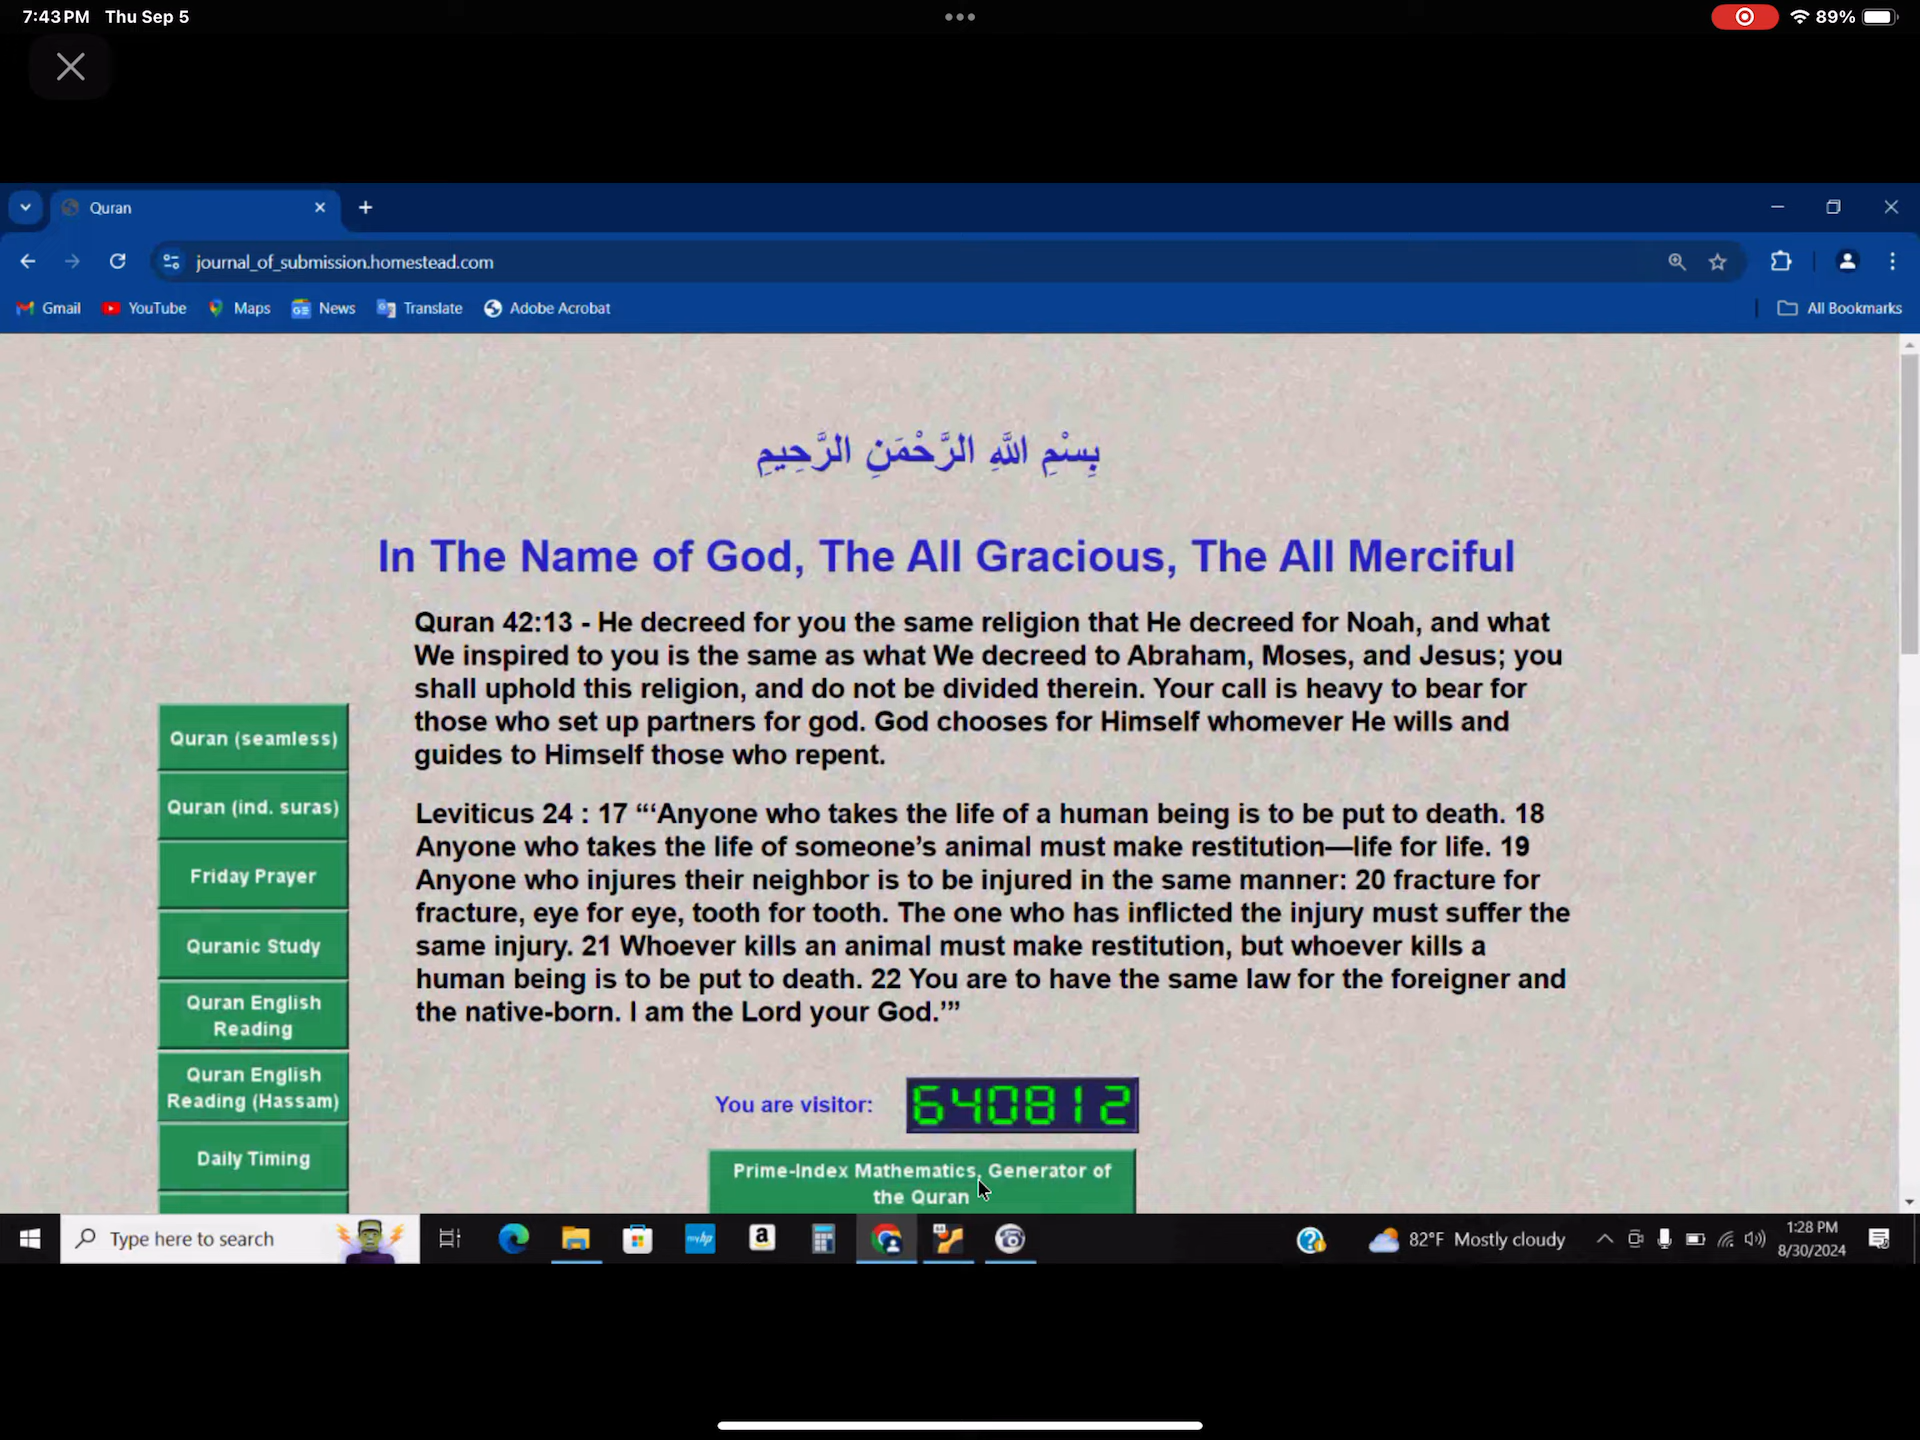 7:43 PM Thu Sep 5
89%
Quran
journal_of_submission.homestead.com
Gmail YouTube Maps News Translate Adobe Acrobat All Bookmarks
بِسْمِ اللَّهِ الرَّحْمَنِ الرَّحِيمِ
In The Name of God, The All Gracious, The All Merciful
Quran 42:13 - He decreed for you the same religion that He decreed for Noah, and what
We inspired to you is the same as what We decreed to Abraham, Moses, and Jesus; you
shall uphold this religion, and do not be divided therein. Your call is heavy to bear for
those who set up partners for god. God chooses for Himself whomever He wills and
guides to Himself those who repent.
Leviticus 24 : 17 “‘Anyone who takes the life of a human being is to be put to death. 18
Anyone who takes the life of someone’s animal must make restitution—life for life. 19
Anyone who injures their neighbor is to be injured in the same manner: 20 fracture for
fracture, eye for eye, tooth for tooth. The one who has inflicted the injury must suffer the
same injury. 21 Whoever kills an animal must make restitution, but whoever kills a
human being is to be put to death. 22 You are to have the same law for the foreigner and
the native-born. I am the Lord your God.’”
Quran (seamless)
Quran (ind. suras)
Friday Prayer
Quranic Study
Quran English
Reading
Quran English
Reading (Hassam)
Daily Timing
You are visitor: 640812
Prime-Index Mathematics, Generator of
the Quran
Type here to search
myhp
a
82°F Mostly cloudy
1:28 PM
8/30/2024